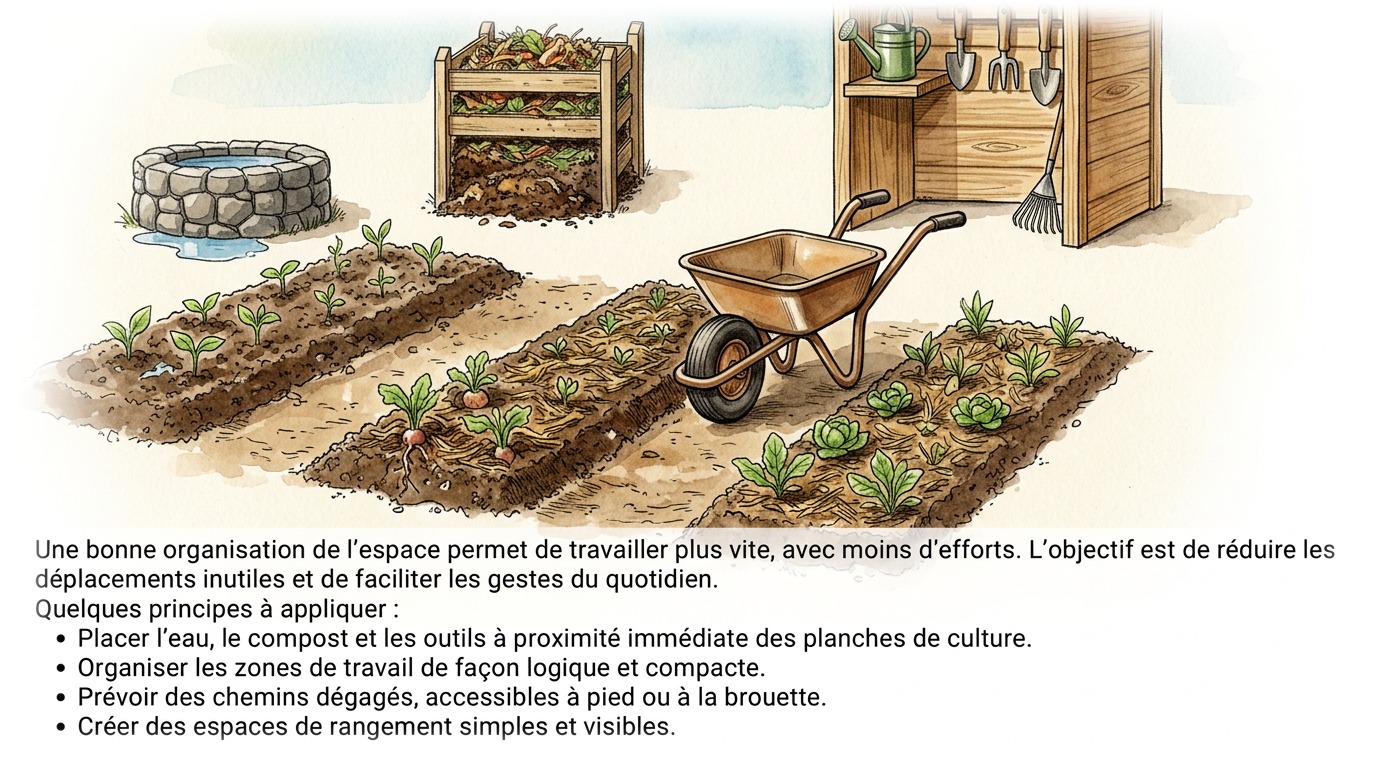 Une bonne organisation de l’espace permet de travailler plus vite, avec moins d’efforts. L’objectif est de réduire les
déplacements inutiles et de faciliter les gestes du quotidien.
Quelques principes à appliquer :
• Placer l’eau, le compost et les outils à proximité immédiate des planches de culture.
• Organiser les zones de travail de façon logique et compacte.
• Prévoir des chemins dégagés, accessibles à pied ou à la brouette.
• Créer des espaces de rangement simples et visibles.